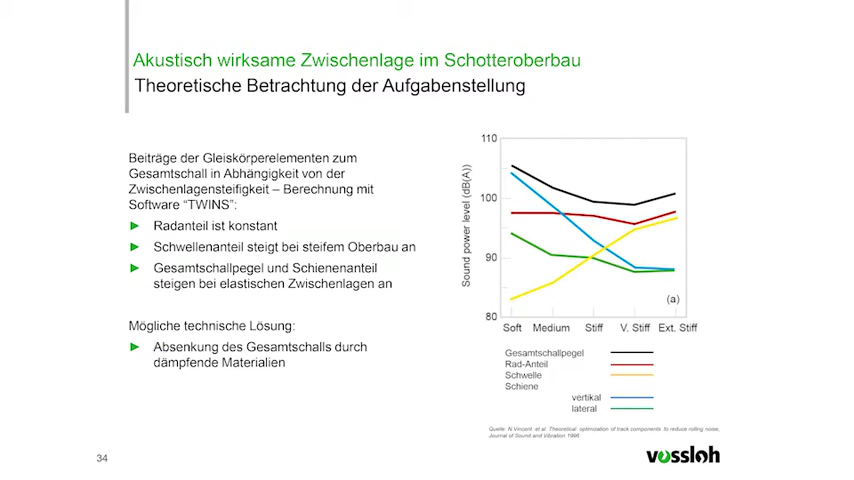 Akustisch wirksame Zwischenlage im Schotteroberbau
Theoretische Betrachtung der Aufgabenstellung
Beiträge der Gleiskörperelementen zum
Gesamtschall in Abhängigkeit von der
Zwischenlagensteifigkeit – Berechnung mit
Software “TWINS”:
Radanteil ist konstant
Schwellenanteil steigt bei steifem Oberbau an
Gesamtschallpegel und Schienenanteil
steigen bei elastischen Zwischenlagen an
Mögliche technische Lösung:
Absenkung des Gesamtschalls durch
dämpfende Materialien
Sound power level (dB(A))
110
100
90
80
(a)
Soft Medium Stiff V. Stiff Ext. Stiff
Gesamtschallpegel
Rad-Anteil
Schwelle
Schiene
vertikal
lateral
Quelle: N.Vincent et al Theoretical optimization of track components to reduce rolling noise,
Journal of Sound and Vibration 1996
34
vossloh